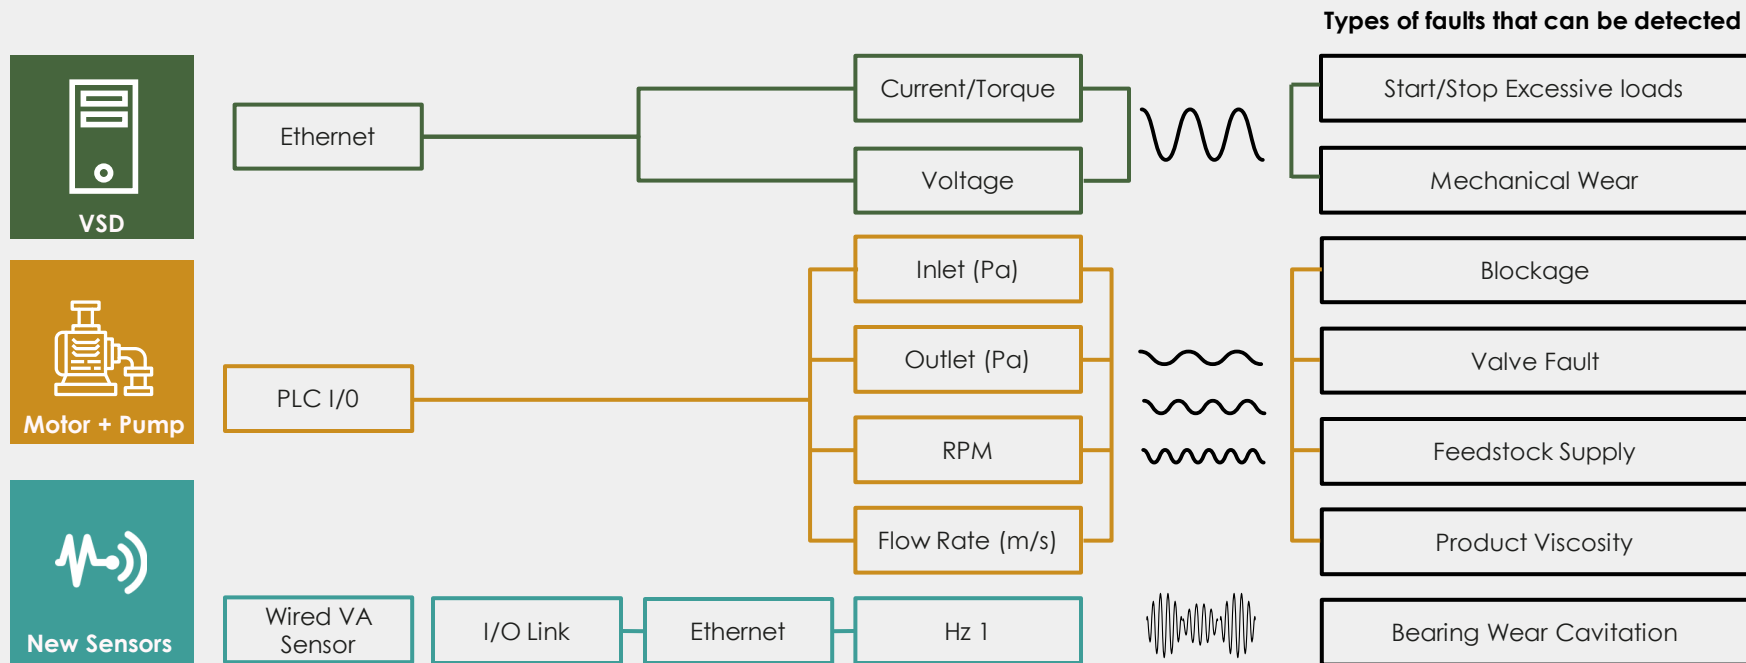 Types of faults that can be detected
VSD
Ethernet
Current/Torque
Voltage
Start/Stop Excessive loads
Mechanical Wear
Motor + Pump
PLC I/0
Inlet (Pa)
Outlet (Pa)
RPM
Flow Rate (m/s)
Blockage
Valve Fault
Feedstock Supply
Product Viscosity
New Sensors
Wired VA
Sensor
I/O Link
Ethernet
Hz 1
Bearing Wear Cavitation